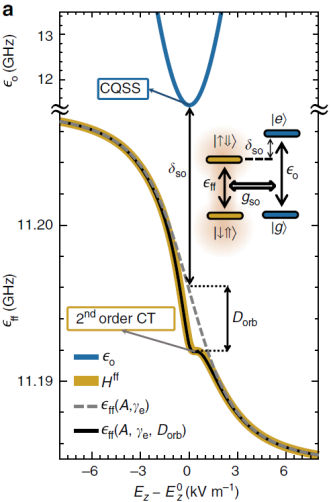 a
13
12
ϵo (GHz)
CQSS
|e⟩
δso
|↑⇓⟩
δso
ϵff
gso
ϵo
|↓⇑⟩
|g⟩
11.20
ϵff (GHz)
Dorb
2nd order CT
ϵo
Hff
11.19
ϵff(A,γe)
ϵff(A, γe, Dorb)
−6 −3 0 3 6
Ez − Ez0 (kV m−1)